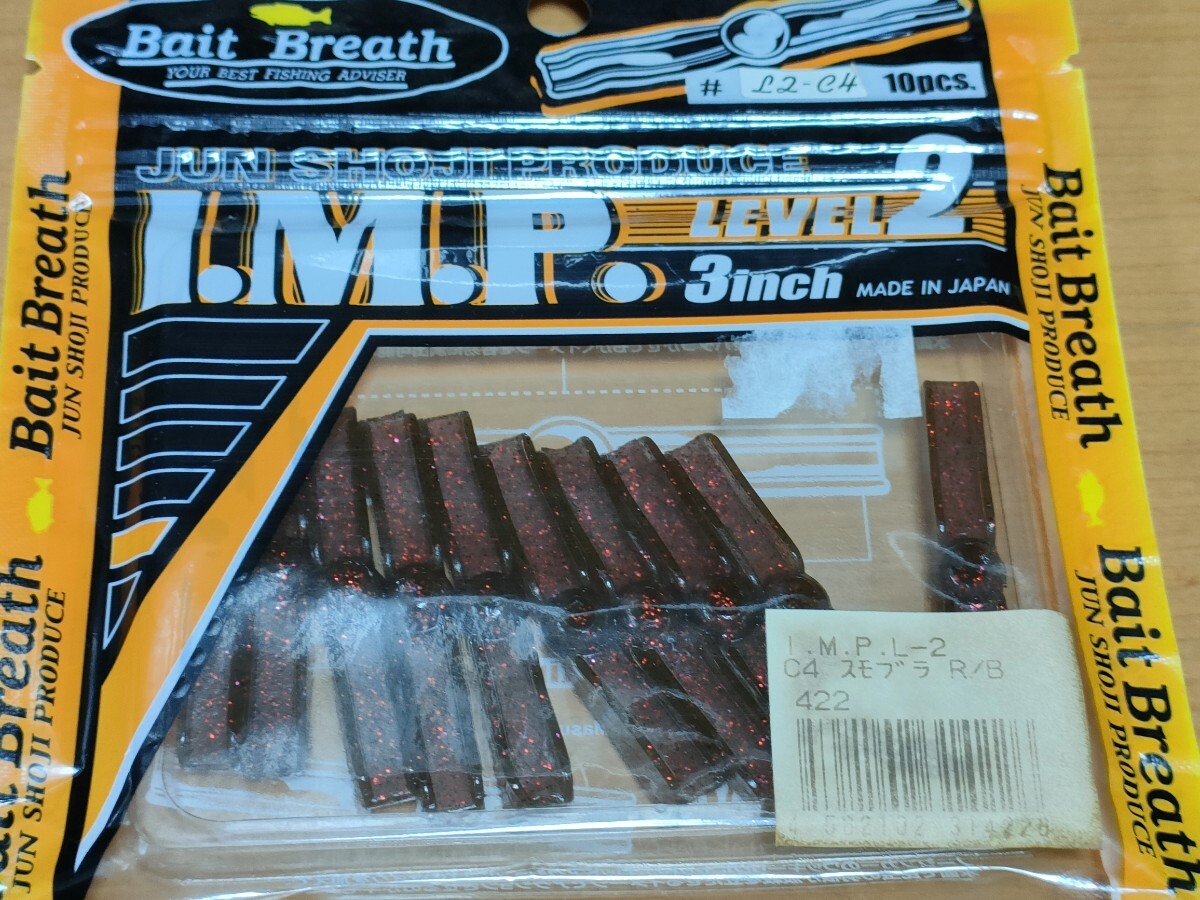 Bait Breath
YOUR BEST FISHING ADVISER
# L2-C4 10pcs.
JUN SHOJI PRODUCE
I.M.P. LEVEL 2
3inch MADE IN JAPAN
Bait Breath
JUN SHOJI PRODUCE
Bait Breath
JUN SHOJI PRODUCE
Bait Breath
JUN SHOJI PRODUCE
Bait Breath
JUN SHOJI PRODUCE
I.M.P.L-2
C4 スモブラ R/B
422